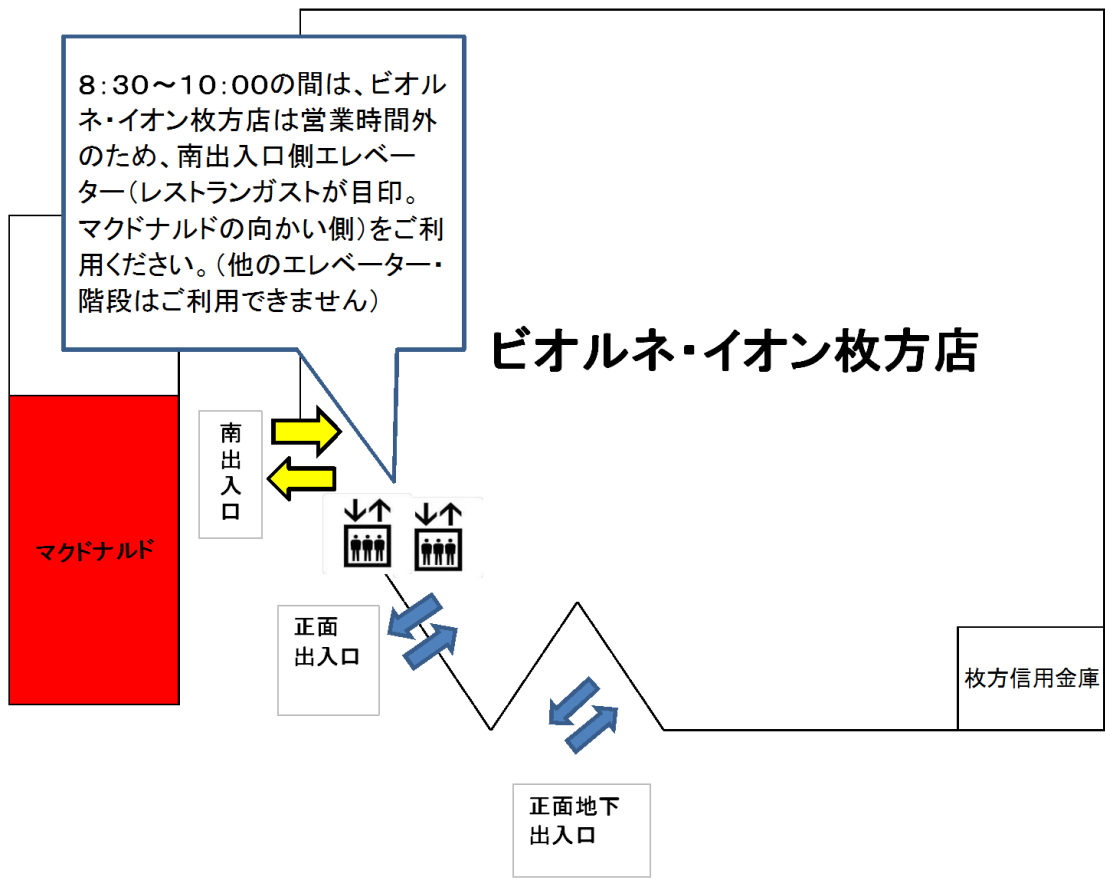 ８：３０～１０：００の間は、ビオル
ネ・イオン枚方店は営業時間外
のため、南出入口側エレベー
ター（レストランガストが目印。
マクドナルドの向かい側）をご利
用ください。（他のエレベーター・
階段はご利用できません）
ビオルネ・イオン枚方店
南出入口
マクドナルド
正面
出入口
枚方信用金庫
正面地下
出入口